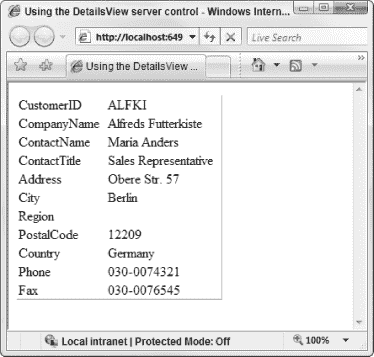 Using the DetailsView server control - Windows Intern...
http://localhost:649
Live Search
Using the DetailsView ...
CustomerID ALFKI
CompanyName Alfreds Futterkiste
ContactName Maria Anders
ContactTitle Sales Representative
Address Obere Str. 57
City Berlin
Region
PostalCode 12209
Country Germany
Phone 030-0074321
Fax 030-0076545
Local intranet | Protected Mode: Off
100%